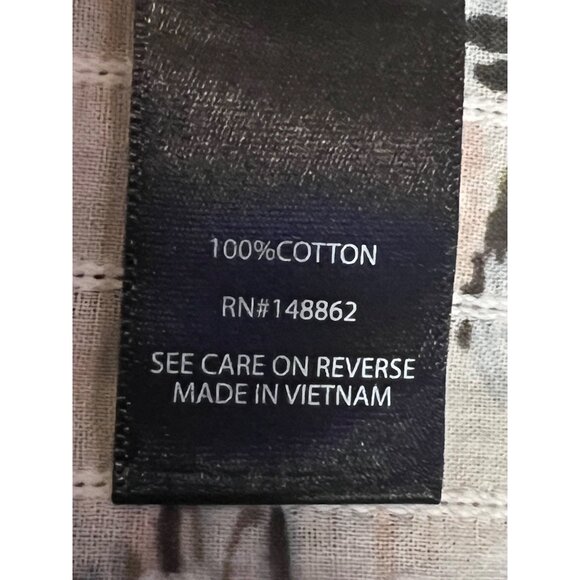 100%COTTON
RN#148862
SEE CARE ON REVERSE
MADE IN VIETNAM